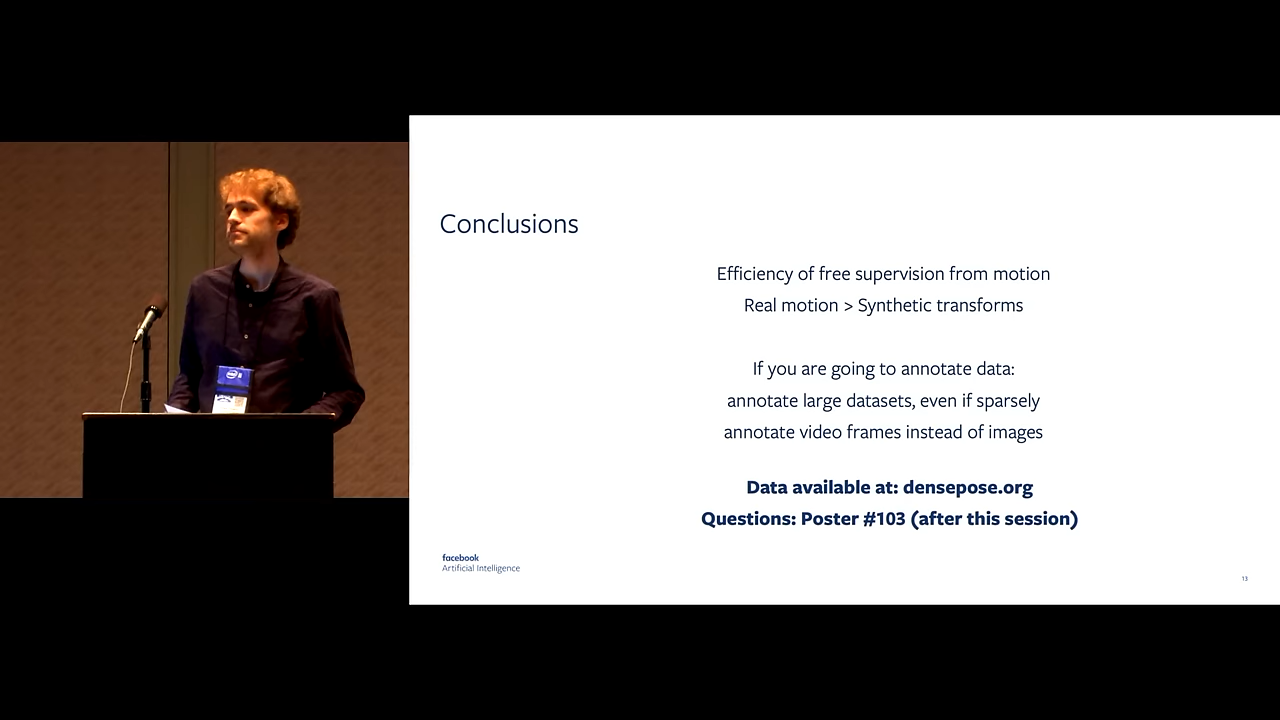 Conclusions
Efficiency of free supervision from motion
Real motion > Synthetic transforms
If you are going to annotate data:
annotate large datasets, even if sparsely
annotate video frames instead of images
Data available at: densepose.org
Questions: Poster #103 (after this session)
facebook
Artificial Intelligence
13